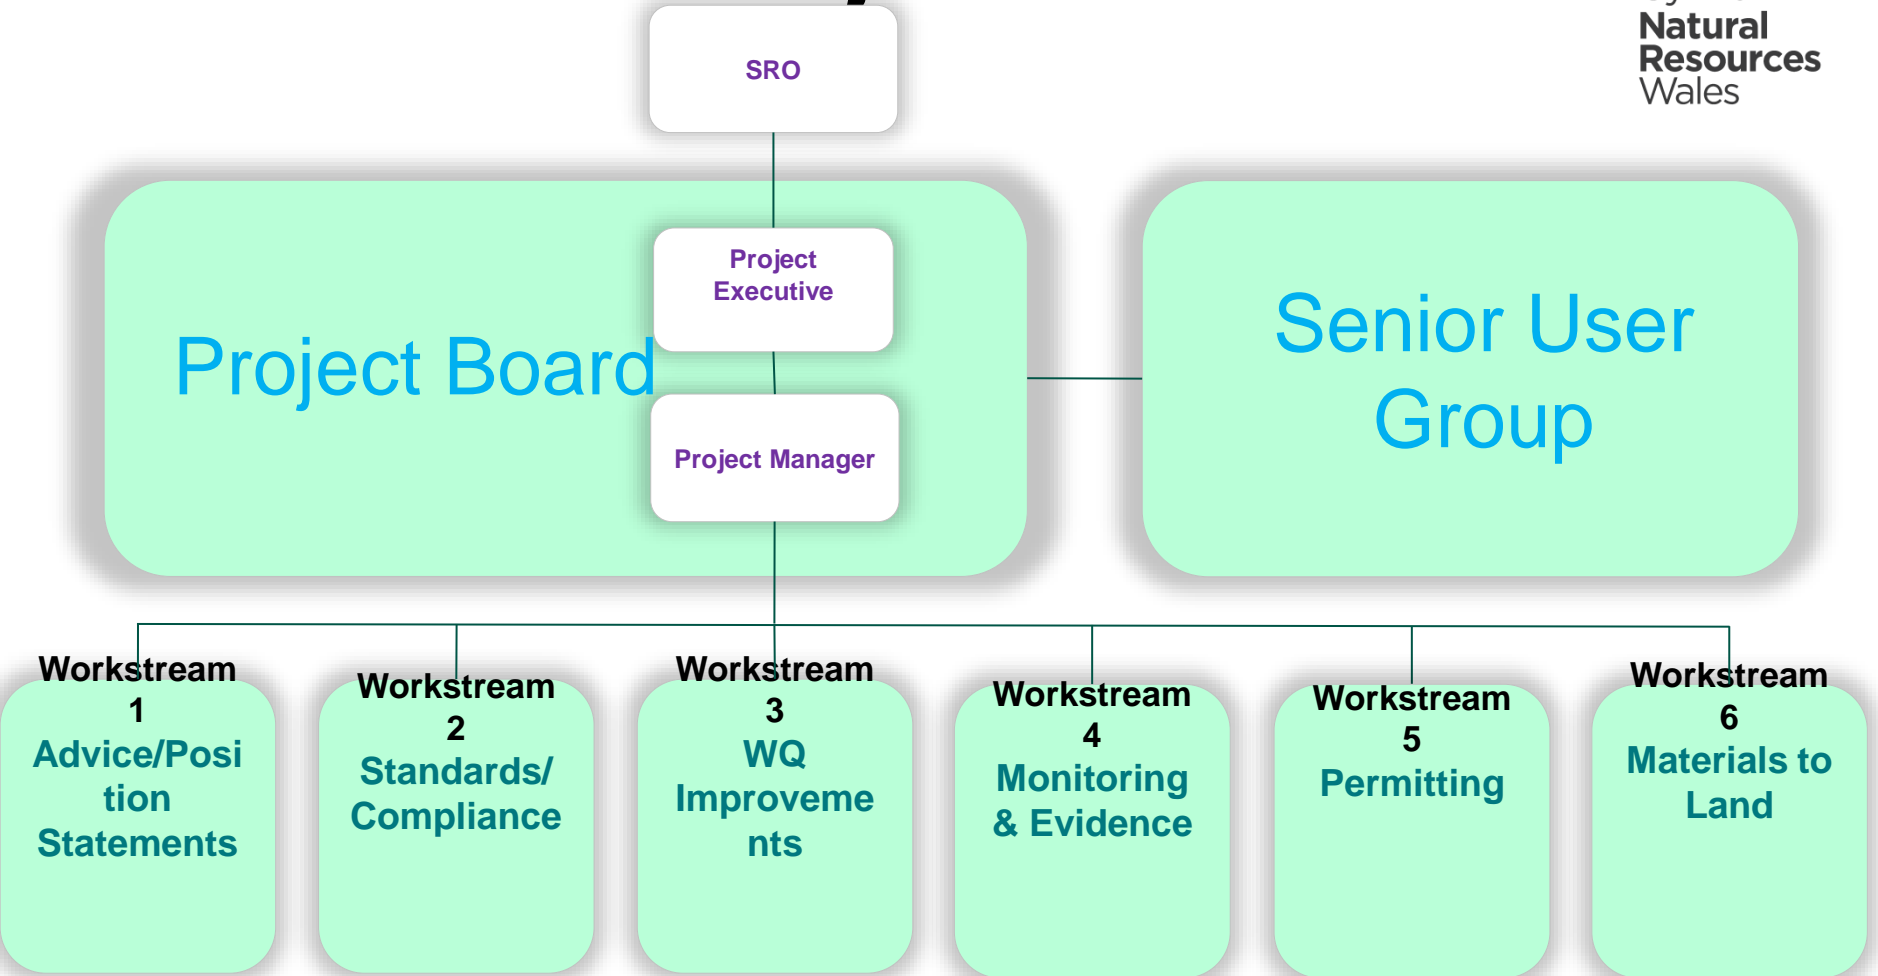 Natural
Resources
Wales
SRO
Project
Executive
Project Board
Project Manager
Senior User
Group
Workstream
1
Advice/Posi
tion
Statements
Workstream
2
Standards/
Compliance
Workstream
3
WQ
Improveme
nts
Workstream
4
Monitoring
& Evidence
Workstream
5
Permitting
Workstream
6
Materials to
Land